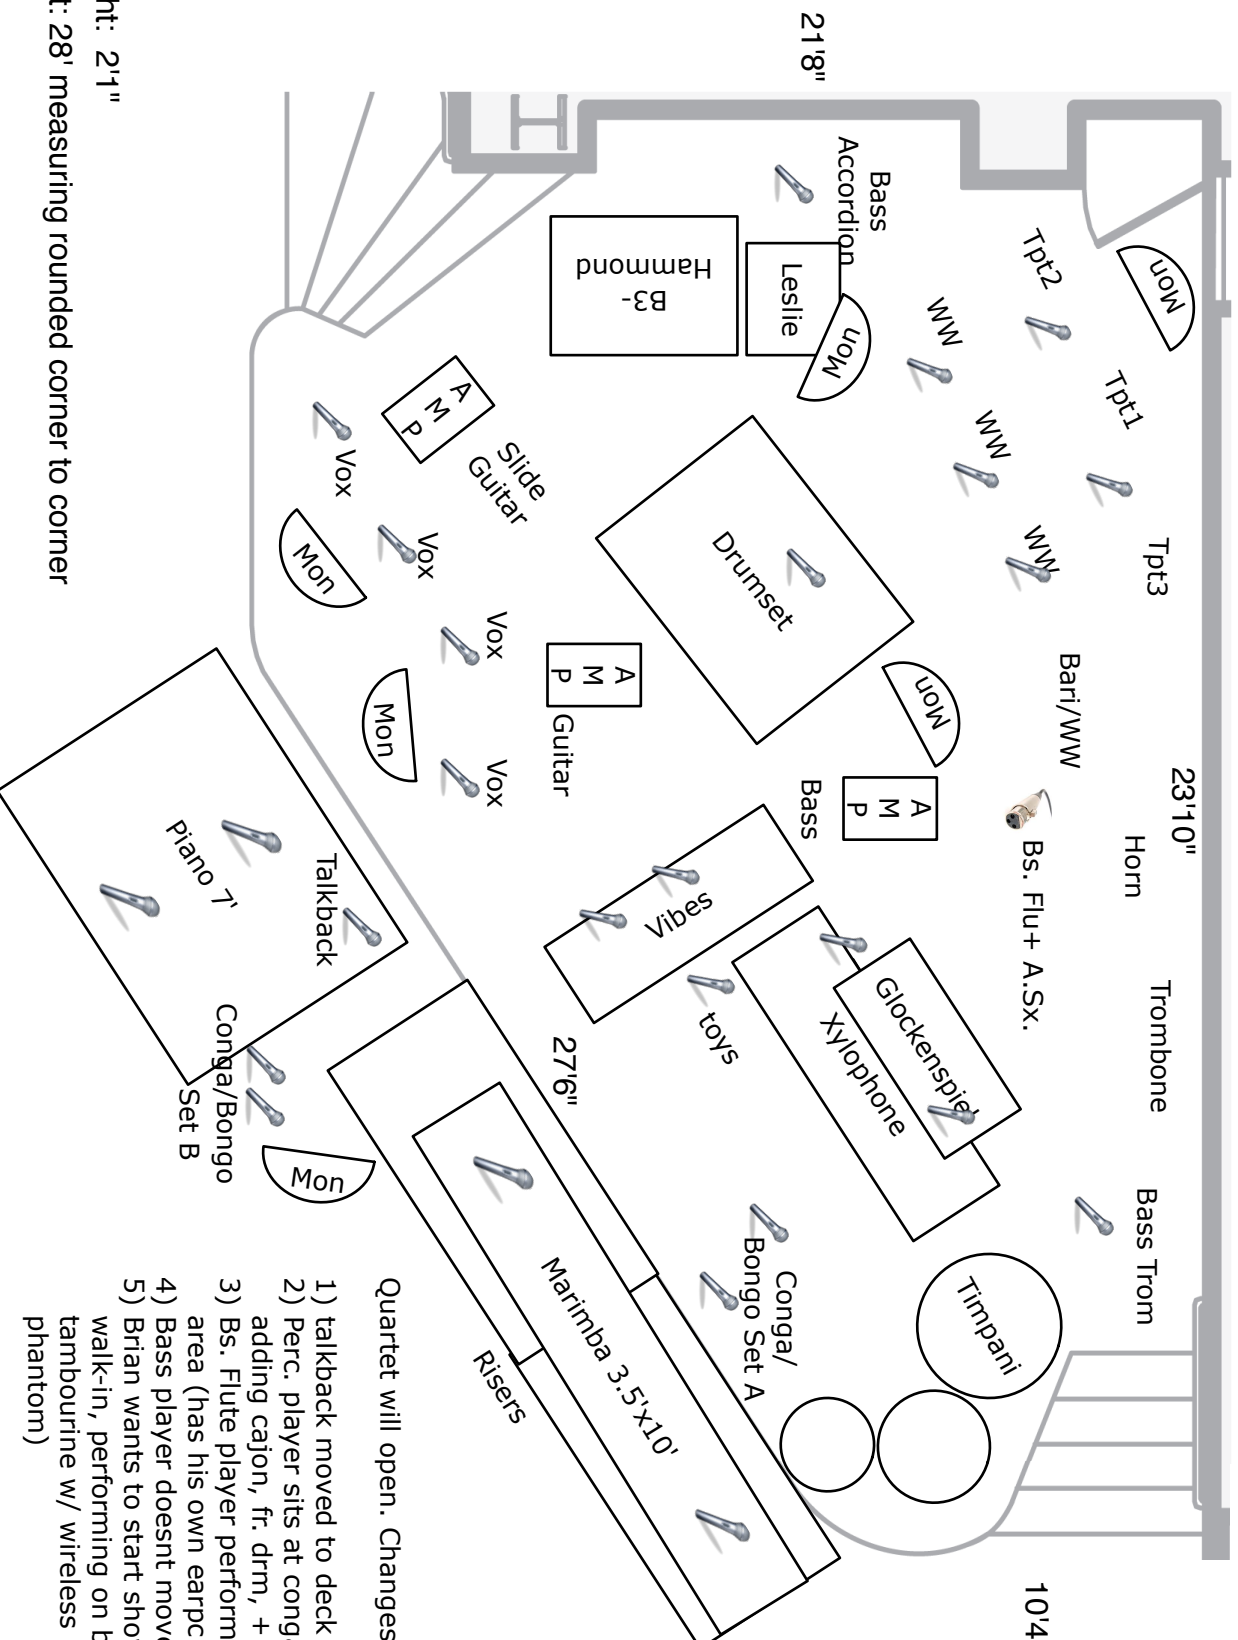 23'10"
Mon
Tpt1
Tpt3
Horn
Trombone
Bass Trom
Tpt2
Bari/WW
Bs. Flu+ A.Sx.
10'4
WW
WW
WW
Mon
Timpani
Bass
Accordion
Mon
AMP
Bass
Glockenspiel
Xylophone
21'8"
Leslie
Drumset
Conga/
Bongo Set A
B3-
Hammond
Vibes
toys
AMP
Guitar
27'6"
Marimba 3.5'x10'
Slide
Guitar
AMP
Vox
Vox
Vox
Vox
Risers
Mon
Mon
Talkback
Piano 7'
Mon
Conga/Bongo
Set B
Quartet will open. Changes
1) talkback moved to deck
2) Perc. player sits at cong
adding cajon, fr. drm, +
3) Bs. Flute player perform
area (has his own earpc
4) Bass player doesnt move
5) Brian wants to start sho
walk-in, performing on b
tambourine w/ wireless
phantom)
ht: 2'1"
t: 28' measuring rounded corner to corner